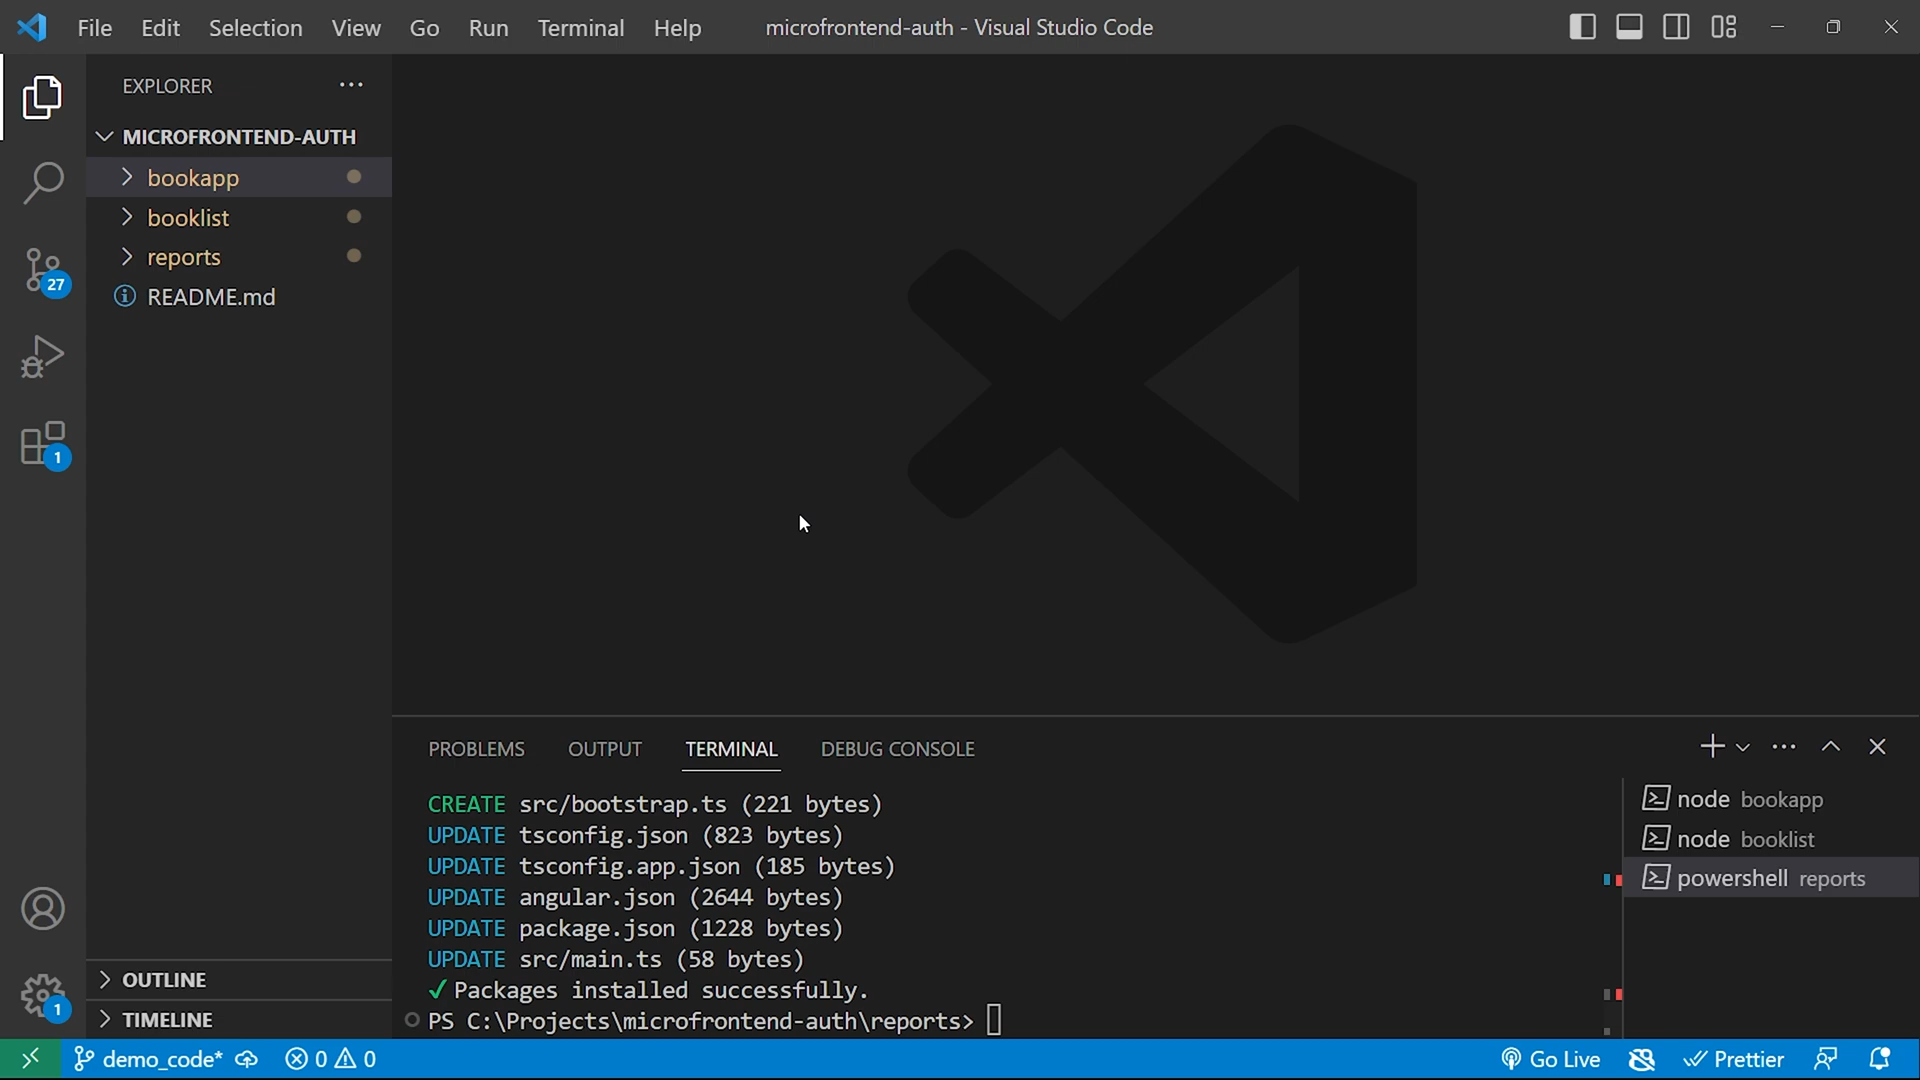 File Edit Selection View Go Run Terminal Help microfrontend-auth - Visual Studio Code
EXPLORER
MICROFRONTEND-AUTH
bookapp
booklist
reports
README.md
27
1
1
OUTLINE
TIMELINE
PROBLEMS OUTPUT TERMINAL DEBUG CONSOLE
CREATE src/bootstrap.ts (221 bytes)
UPDATE tsconfig.json (823 bytes)
UPDATE tsconfig.app.json (185 bytes)
UPDATE angular.json (2644 bytes)
UPDATE package.json (1228 bytes)
UPDATE src/main.ts (58 bytes)
✓ Packages installed successfully.
PS C:\Projects\microfrontend-auth\reports>
node bookapp
node booklist
powershell reports
demo_code* 0 0 Go Live Prettier